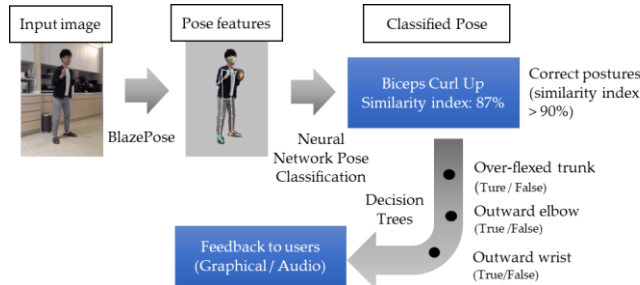 Input image
Pose features
Classified Pose
BlazePose
Neural
Network Pose
Classification
Biceps Curl Up
Similarity index: 87%
Correct postures
(similarity index
> 90%)
Over-flexed trunk
(Ture / False)
Decision
Trees
Outward elbow
(True /False)
Outward wrist
(True/False)
Feedback to users
(Graphical / Audio)